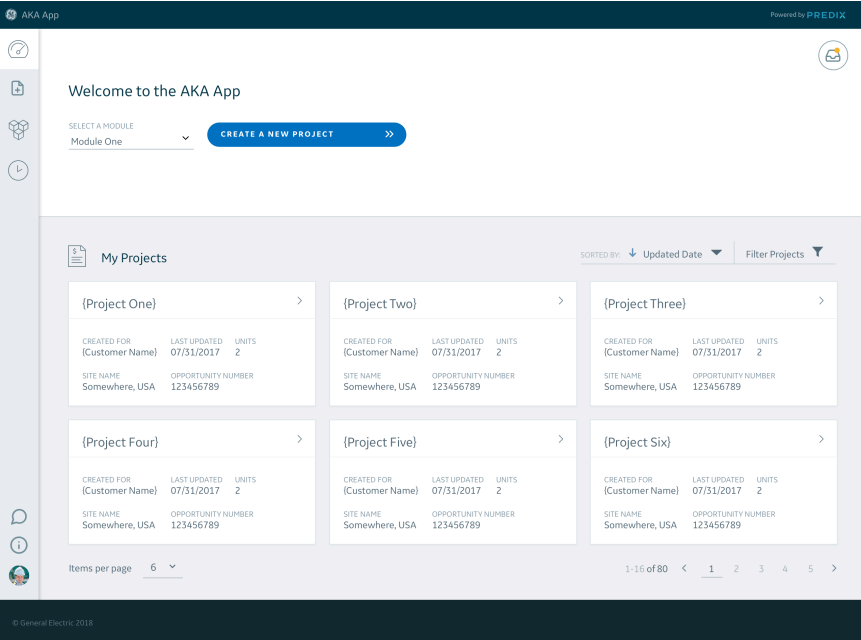 AKA App
Powered by PREDIX
Welcome to the AKA App
SELECT A MODULE
Module One
CREATE A NEW PROJECT
My Projects
SORTED BY: Updated Date
Filter Projects
{Project One}
CREATED FOR LAST UPDATED UNITS
{Customer Name} 07/31/2017 2
SITE NAME OPPORTUNITY NUMBER
Somewhere, USA 123456789
{Project Two}
CREATED FOR LAST UPDATED UNITS
{Customer Name} 07/31/2017 2
SITE NAME OPPORTUNITY NUMBER
Somewhere, USA 123456789
{Project Three}
CREATED FOR LAST UPDATED UNITS
{Customer Name} 07/31/2017 2
SITE NAME OPPORTUNITY NUMBER
Somewhere, USA 123456789
{Project Four}
CREATED FOR LAST UPDATED UNITS
{Customer Name} 07/31/2017 2
SITE NAME OPPORTUNITY NUMBER
Somewhere, USA 123456789
{Project Five}
CREATED FOR LAST UPDATED UNITS
{Customer Name} 07/31/2017 2
SITE NAME OPPORTUNITY NUMBER
Somewhere, USA 123456789
{Project Six}
CREATED FOR LAST UPDATED UNITS
{Customer Name} 07/31/2017 2
SITE NAME OPPORTUNITY NUMBER
Somewhere, USA 123456789
Items per page 6
1-16 of 80 1 2 3 4 5
© General Electric 2018